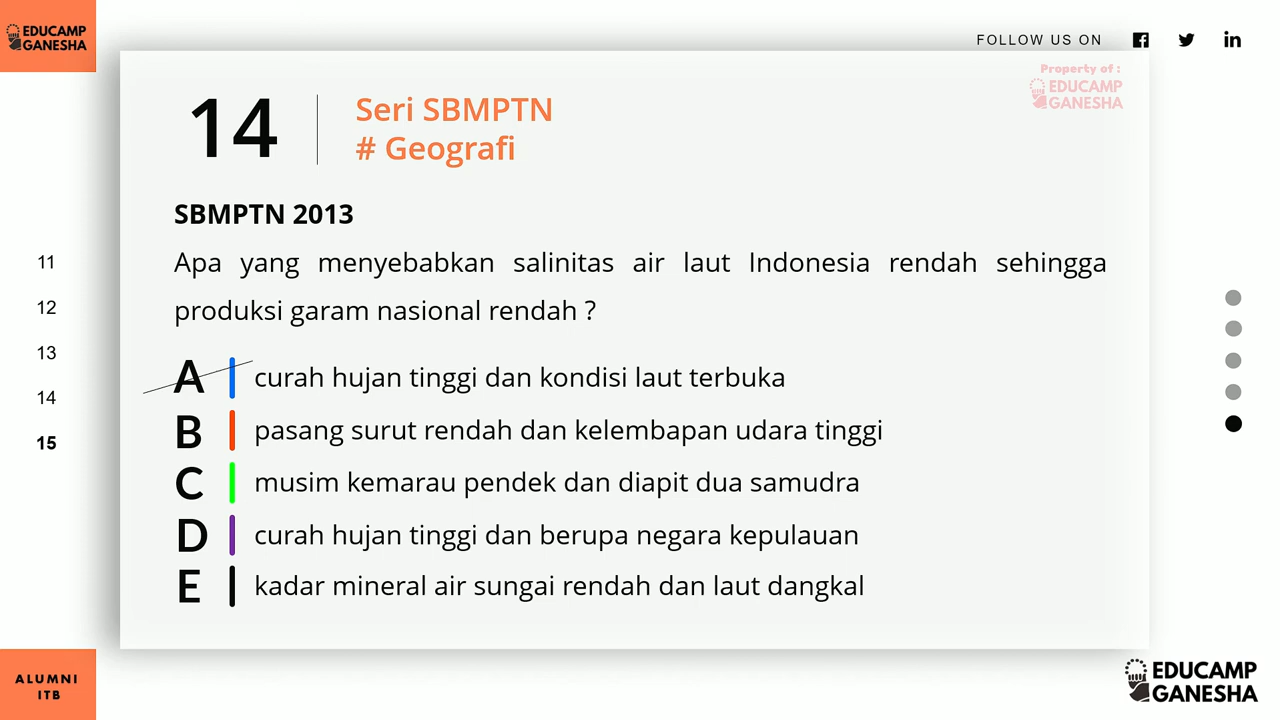 EDUCAMP
GANESHA
FOLLOW US ON
Property of :
EDUCAMP
GANESHA
14
Seri SBMPTN
# Geografi
SBMPTN 2013
Apa yang menyebabkan salinitas air laut Indonesia rendah sehingga
produksi garam nasional rendah ?
A curah hujan tinggi dan kondisi laut terbuka
B pasang surut rendah dan kelembapan udara tinggi
C musim kemarau pendek dan diapit dua samudra
D curah hujan tinggi dan berupa negara kepulauan
E kadar mineral air sungai rendah dan laut dangkal
11
12
13
14
15
ALUMNI
ITB
EDUCAMP
GANESHA